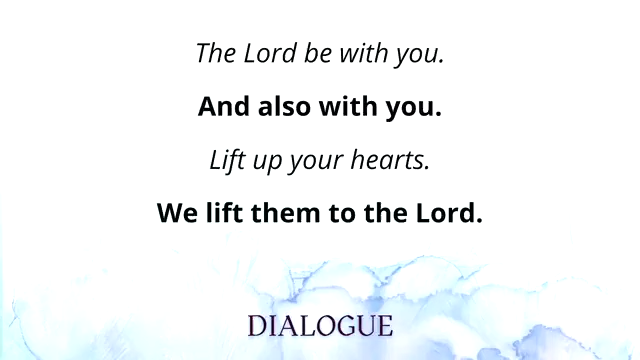 The Lord be with you.
And also with you.
Lift up your hearts.
We lift them to the Lord.
DIALOGUE